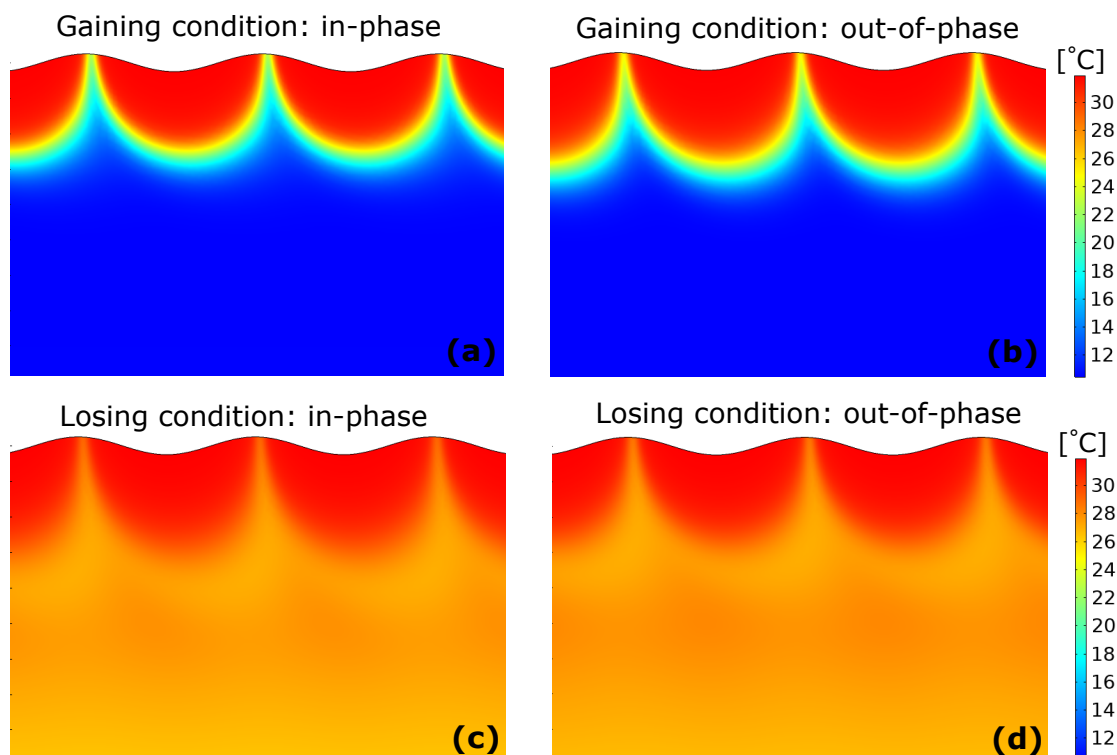 Gaining condition: in-phase
Gaining condition: out-of-phase
[°C]
30
28
26
24
22
20
18
16
14
12
(a)
(b)
Losing condition: in-phase
Losing condition: out-of-phase
[°C]
30
28
26
24
22
20
18
16
14
12
(c)
(d)